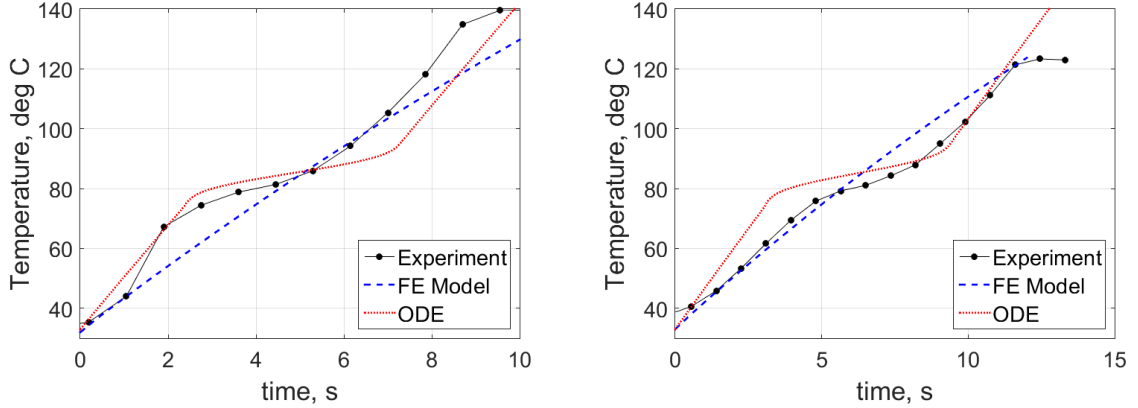 140
120
100
80
60
40
0
2
4
6
8
10
Temperature, deg C
time, s
Experiment
FE Model
ODE
140
120
100
80
60
40
0
5
10
15
Temperature, deg C
time, s
Experiment
FE Model
ODE